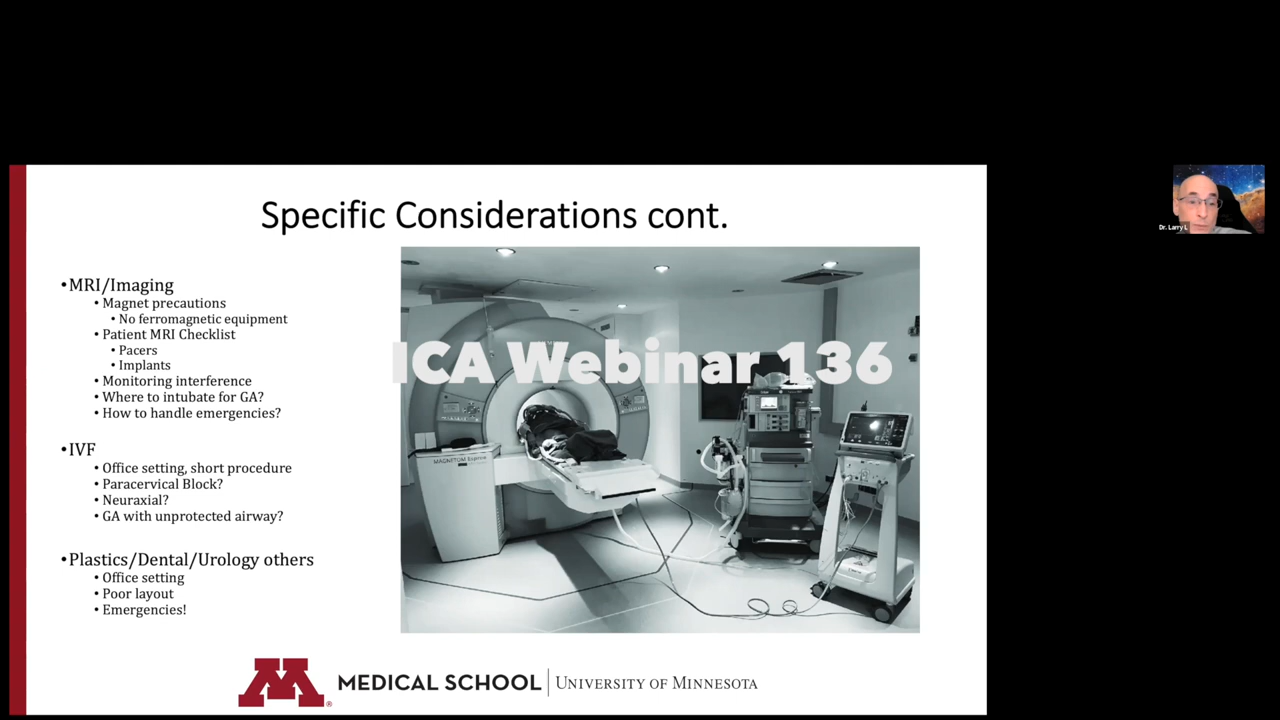 Specific Considerations cont.
•MRI/Imaging
• Magnet precautions
• No ferromagnetic equipment
• Patient MRI Checklist
• Pacers
• Implants
• Monitoring interference
• Where to intubate for GA?
• How to handle emergencies?
•IVF
• Office setting, short procedure
• Paracervical Block?
• Neuraxial?
• GA with unprotected airway?
•Plastics/Dental/Urology others
• Office setting
• Poor layout
• Emergencies!
ICA Webinar 136
M®
MEDICAL SCHOOL | UNIVERSITY OF MINNESOTA
Dr. Larry L